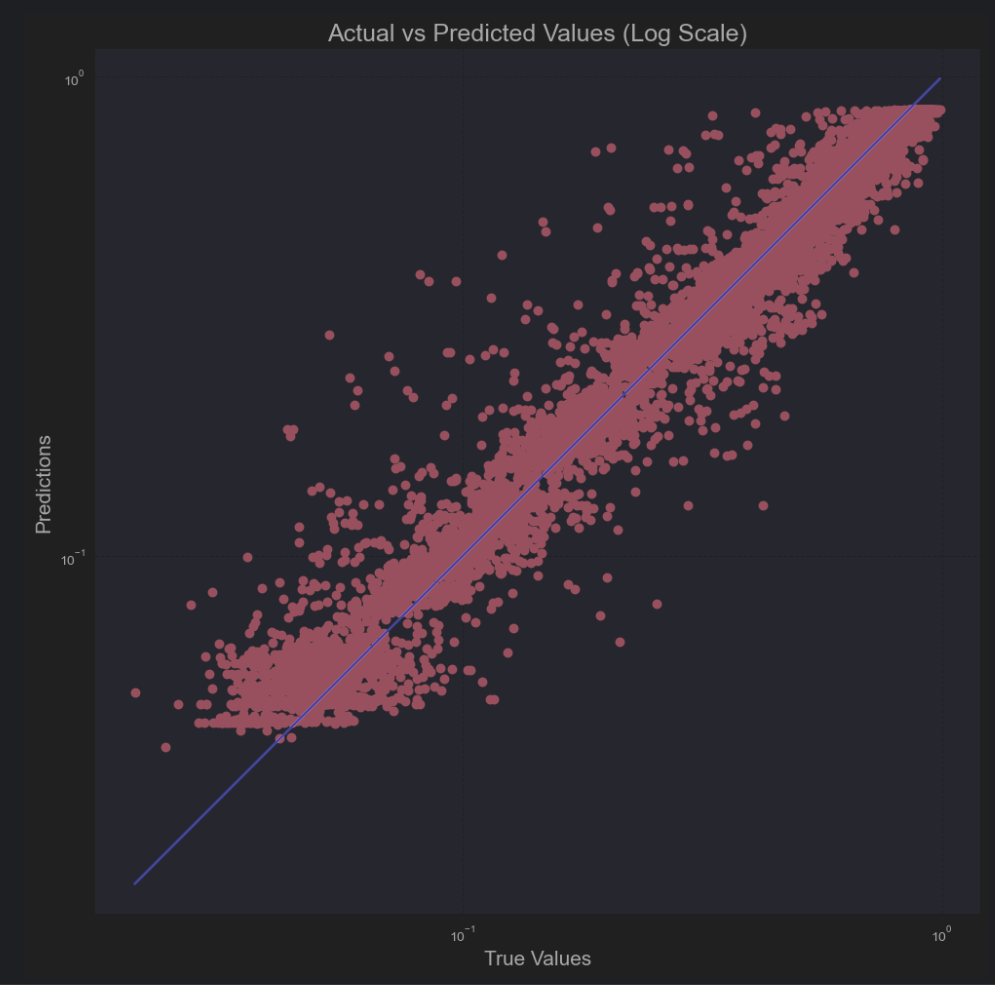 Actual vs Predicted Values (Log Scale)
10⁰
Predictions
10⁻¹
10⁻¹
10⁰
True Values